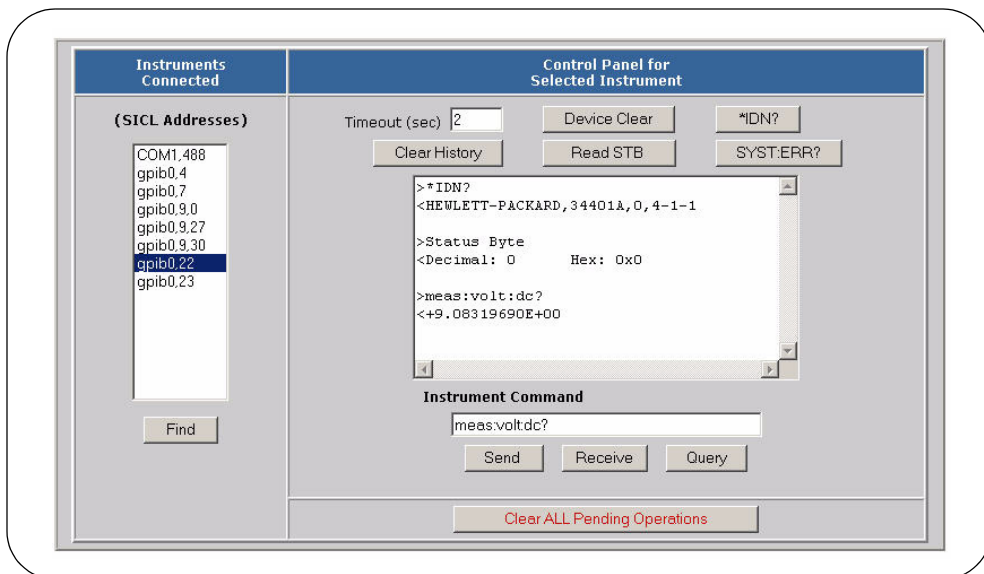 Instruments
Connected
(SICL Addresses)
COM1,488
gpib0,4
gpib0,7
gpib0,9,0
gpib0,9,27
gpib0,9,30
gpib0,22
gpib0,23
Find
Control Panel for
Selected Instrument
Timeout (sec) 2 Device Clear *IDN?
Clear History Read STB SYST:ERR?
>*IDN?
<HEWLETT-PACKARD,34401A,0,4-1-1
>Status Byte
<Decimal: 0 Hex: 0x0
>meas:volt:dc?
<+9.08319690E+00
Instrument Command
meas:volt:dc?
Send Receive Query
Clear ALL Pending Operations